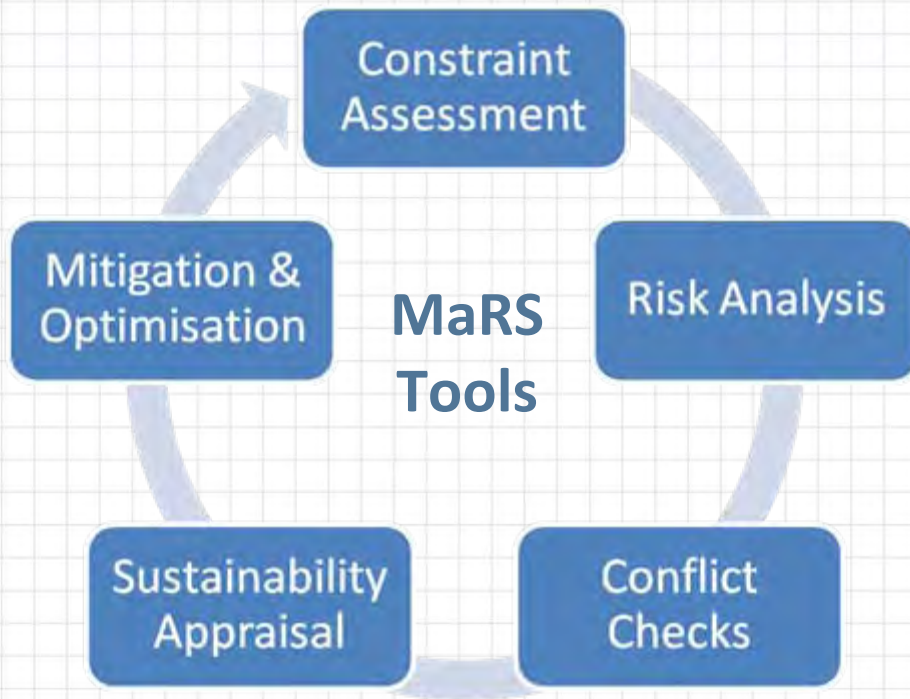 Constraint
Assessment
Risk Analysis
Conflict
Checks
Sustainability
Appraisal
Mitigation &
Optimisation
MaRS
Tools